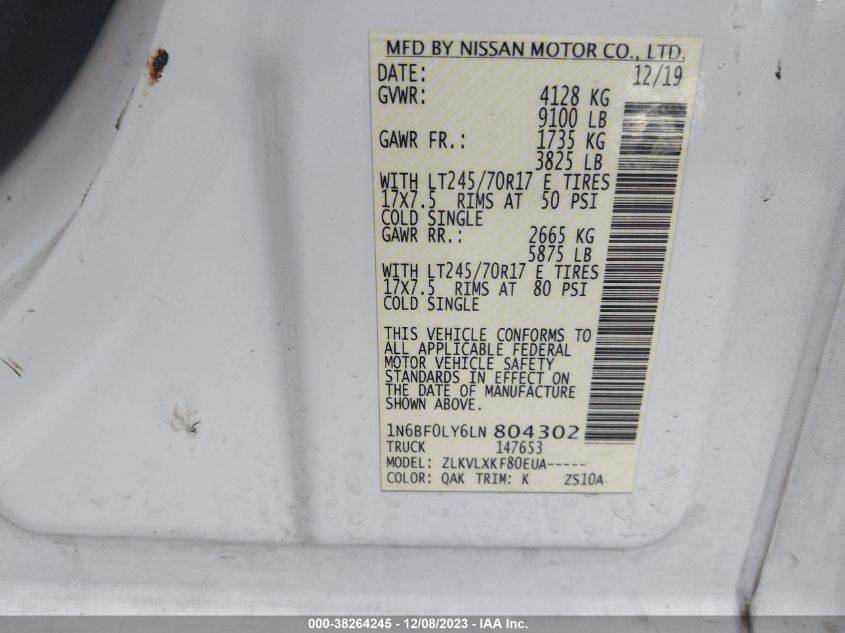 MFD BY NISSAN MOTOR CO., LTD.
DATE: 12/19
GVWR: 4128 KG
9100 LB
GAWR FR.: 1735 KG
3825 LB
WITH LT245/70R17 E TIRES
17X7.5 RIMS AT 50 PSI
COLD SINGLE
GAWR RR.: 2665 KG
5875 LB
WITH LT245/70R17 E TIRES
17X7.5 RIMS AT 80 PSI
COLD SINGLE
THIS VEHICLE CONFORMS TO
ALL APPLICABLE FEDERAL
MOTOR VEHICLE SAFETY
STANDARDS IN EFFECT ON
THE DATE OF MANUFACTURE
SHOWN ABOVE.
1N6BF0LY6LN 804302
TRUCK 147653
MODEL: ZLKVLXKF80EUA-----
COLOR: QAK TRIM: K ZS10A
000-38264245 - 12/08/2023 - IAA Inc.